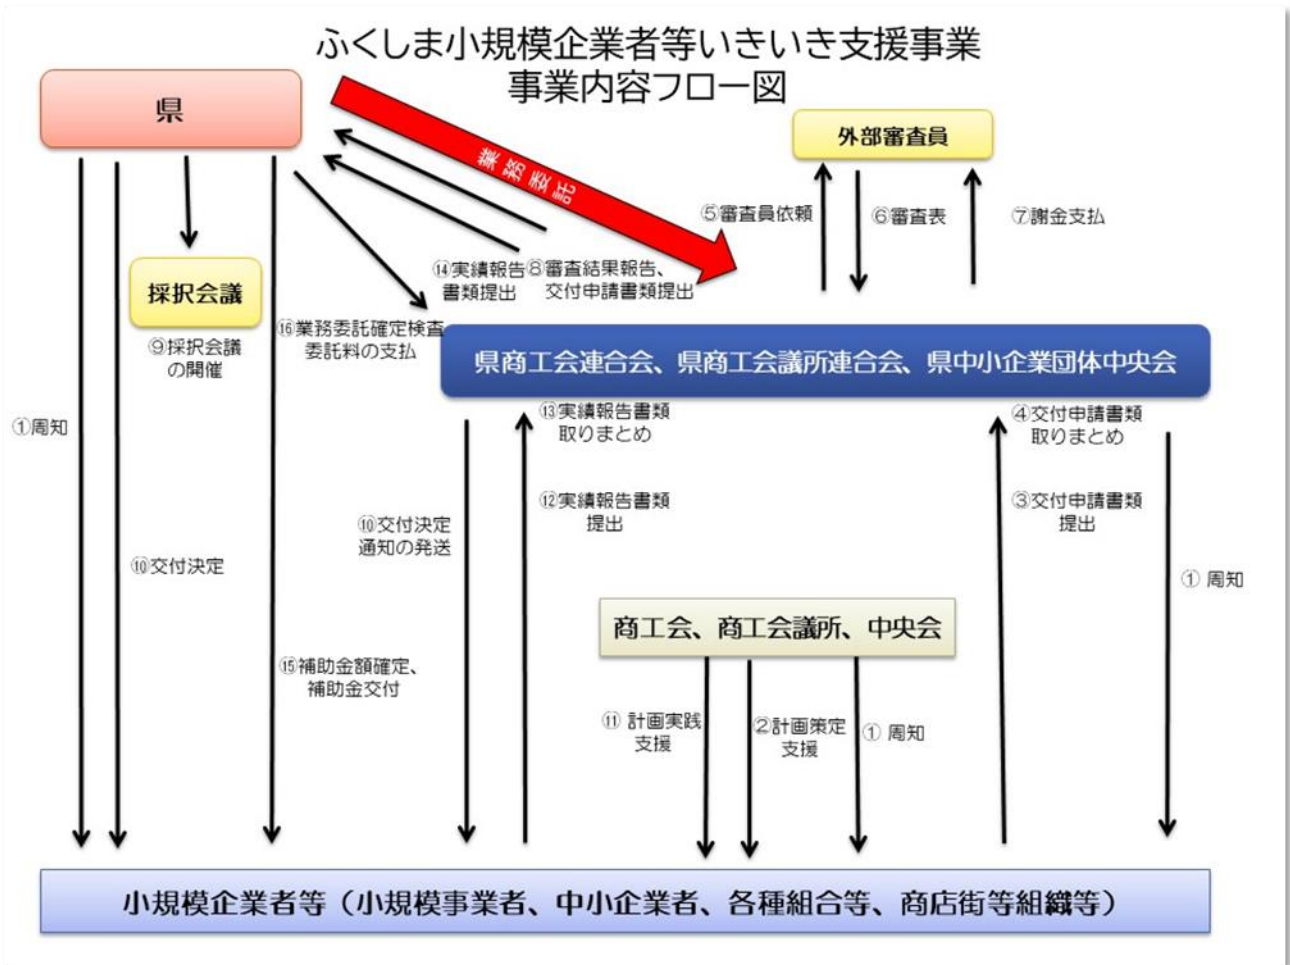 ふくしま小規模企業者等いきいき支援事業
事業内容フロー図
県
業務委託
外部審査員
⑤審査員依頼
⑥審査表
⑦謝金支払
⑭実績報告
書類提出
⑧審査結果報告、
交付申請書類提出
採択会議
⑨採択会議
の開催
⑯業務委託確定検査
委託料の支払
県商工会連合会、県商工会議所連合会、県中小企業団体中央会
①周知
⑬実績報告書類
取りまとめ
④交付申請書類
取りまとめ
⑫実績報告書類
提出
③交付申請書類
提出
⑩交付決定
通知の発送
⑩交付決定
① 周知
商工会、商工会議所、中央会
⑮補助金額確定、
補助金交付
⑪ 計画実践
支援
②計画策定
支援
① 周知
小規模企業者等（小規模事業者、中小企業者、各種組合等、商店街等組織等）